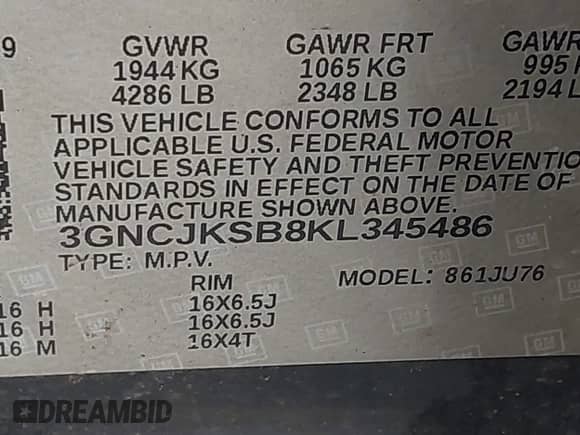 9 GVWR GAWR FRT GAWR
1944 KG 1065 KG 995 K
4286 LB 2348 LB 2194 L
THIS VEHICLE CONFORMS TO ALL
APPLICABLE U.S. FEDERAL MOTOR
VEHICLE SAFETY AND THEFT PREVENTIO
STANDARDS IN EFFECT ON THE DATE OF
MANUFACTURE SHOWN ABOVE.
3GNCJKSB8KL345486
TYPE: M.P.V.
MODEL: 861JU76
RIM
16 H 16X6.5J
16 H 16X6.5J
16 M 16X4T
GM
DREAMBID